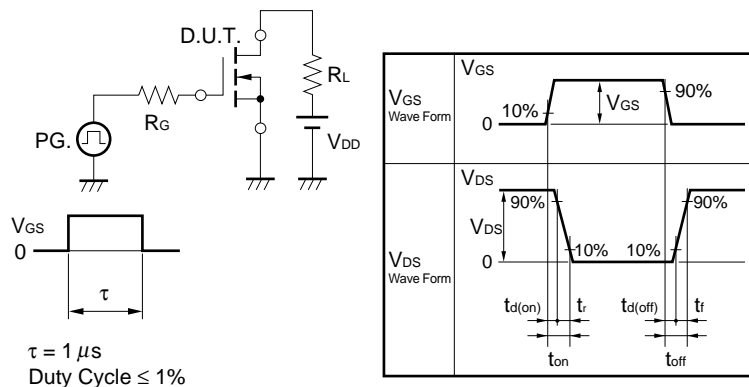 D.U.T.
RL
RG
PG.
VDD
VGS
0
τ
τ = 1 μs
Duty Cycle ≤ 1%
VGS
Wave Form
VGS
10%
VGS
90%
0
VDS
Wave Form
VDS
VDS
90%
90%
10%
10%
0
td(on)
tr
td(off)
tf
ton
toff